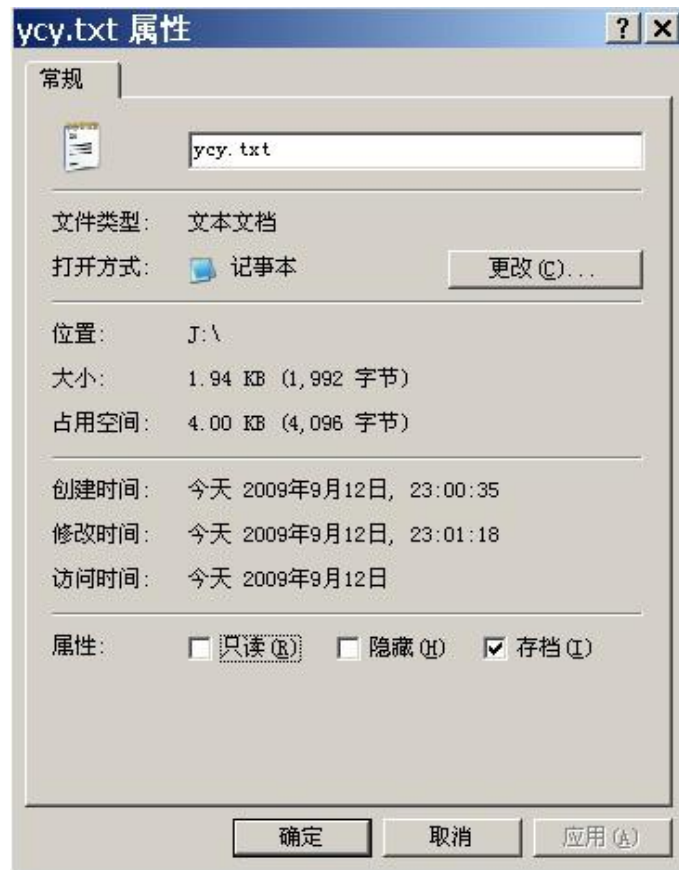 ycy.txt 属性
常规
ycy.txt
文件类型: 文本文档
打开方式: 记事本 更改(C)...
位置: J:\
大小: 1.94 KB (1,992 字节)
占用空间: 4.00 KB (4,096 字节)
创建时间: 今天 2009年9月12日, 23:00:35
修改时间: 今天 2009年9月12日, 23:01:18
访问时间: 今天 2009年9月12日
属性: 只读(R) 隐藏(H) 存档(I)
确定 取消 应用(A)